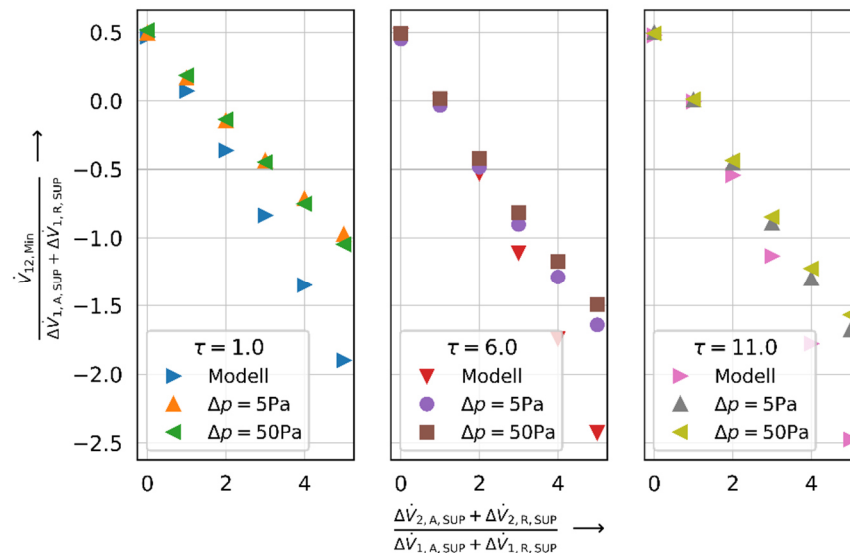 0.5
0.0
−0.5
−1.0
−1.5
−2.0
−2.5
V̇12,Min
ΔV̇1,A,SUP + ΔV̇1,R,SUP
τ = 1.0
Modell
Δp = 5Pa
Δp = 50Pa
0 2 4
τ = 6.0
Modell
Δp = 5Pa
Δp = 50Pa
0 2 4
τ = 11.0
Modell
Δp = 5Pa
Δp = 50Pa
0 2 4
ΔV̇2,A,SUP + ΔV̇2,R,SUP
ΔV̇1,A,SUP + ΔV̇1,R,SUP